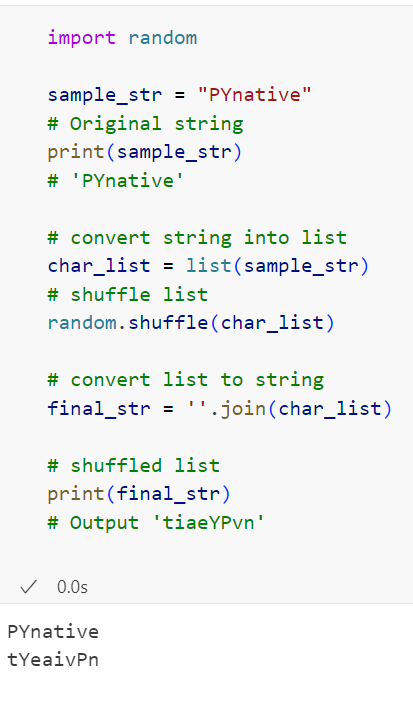 import random
sample_str = "PYnative"
# Original string
print(sample_str)
# 'PYnative'
# convert string into list
char_list = list(sample_str)
# shuffle list
random.shuffle(char_list)
# convert list to string
final_str = ''.join(char_list)
# shuffled list
print(final_str)
# Output 'tiaeYPvn'
0.0s
PYnative
tYeaivPn